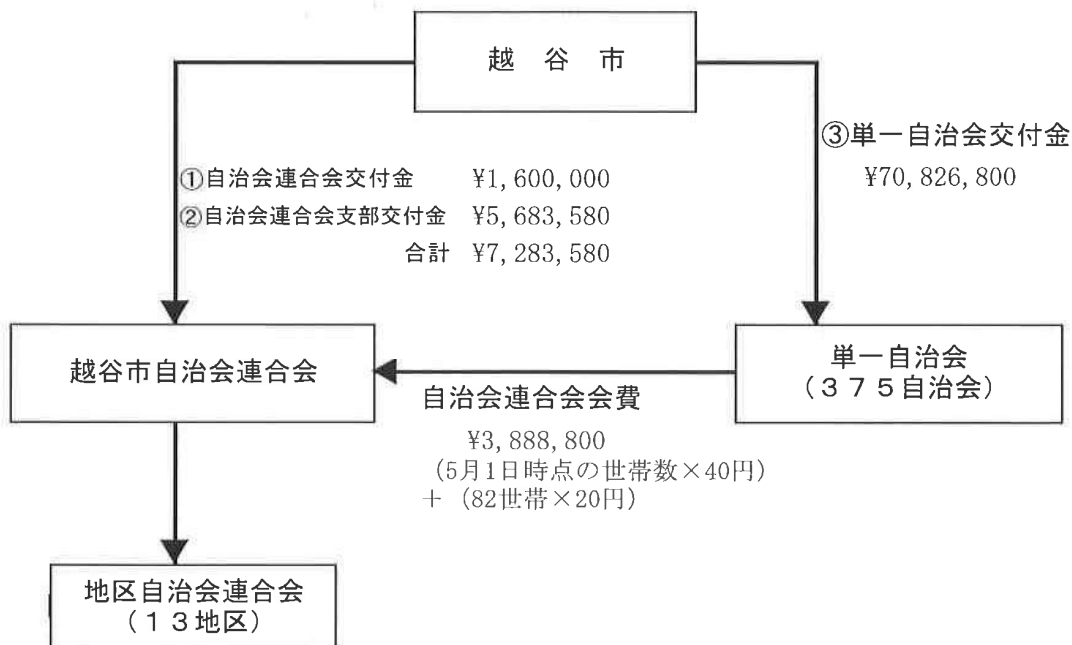 越谷市
③単一自治会交付金
¥70,826,800
①自治会連合会交付金 ¥1,600,000
②自治会連合会支部交付金 ¥5,683,580
合計 ¥7,283,580
越谷市自治会連合会
単一自治会
(375自治会)
自治会連合会会費
¥3,888,800
(5月1日時点の世帯数×40円)
+(82世帯×20円)
地区自治会連合会
(13地区)